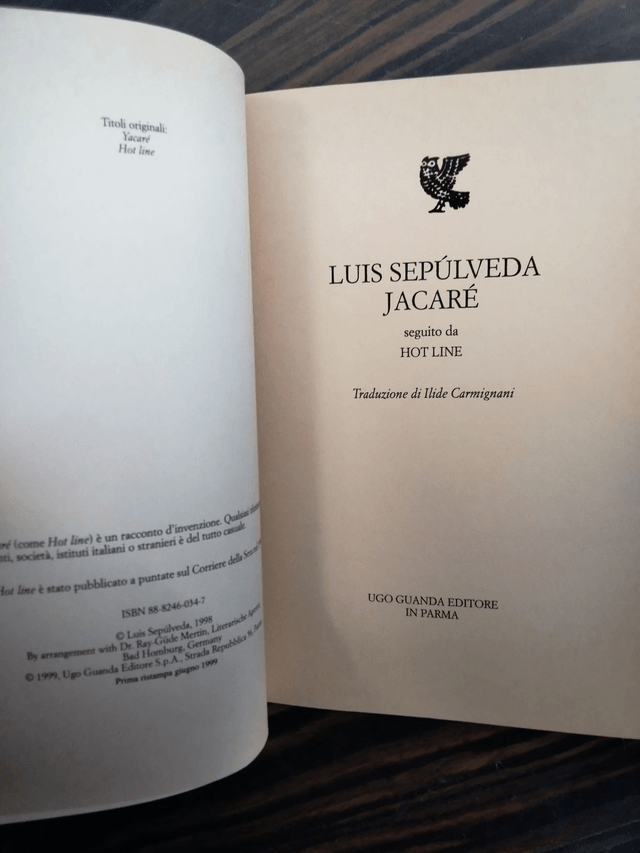 Titoli originali:
Yacaré
Hot line
ré (come Hot line) è un racconto d'invenzione. Qualsiasi
nti, società, istituti italiani o stranieri è del tutto casuale.
Hot line è stato pubblicato a puntate sul Corriere della
ISBN 88-8246-034-7
© Luis Sepúlveda, 1998
By arrangement with Dr. Ray-Güde Mertin, Literarische
Bad Homburg, Germany
© 1999, Ugo Guanda Editore S.p.A., Strada Repubblica
Prima ristampa giugno 1999
LUIS SEPÚLVEDA
JACARÉ
seguito da
HOT LINE
Traduzione di Ilide Carmignani
UGO GUANDA EDITORE
IN PARMA